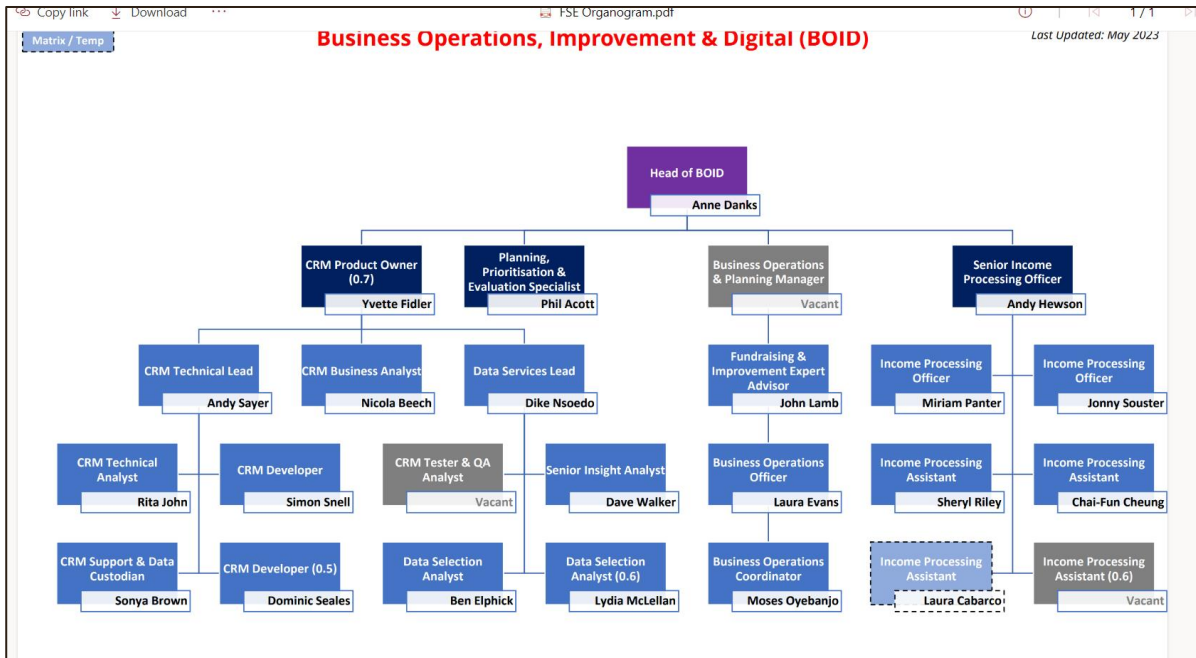 Copy link
Download
...
FSE Organogram.pdf
1 / 1
Matrix / Temp
Business Operations, Improvement & Digital (BOID)
Last Updated: May 2023
Head of BOID
Anne Danks
CRM Product Owner
(0.7)
Yvette Fidler
Planning,
Prioritisation &
Evaluation Specialist
Phil Acott
Business Operations
& Planning Manager
Vacant
Senior Income
Processing Officer
Andy Hewson
CRM Technical Lead
Andy Sayer
CRM Business Analyst
Nicola Beech
Data Services Lead
Dike Nsoedo
Fundraising &
Improvement Expert
Advisor
John Lamb
Income Processing
Officer
Miriam Panter
Income Processing
Officer
Jonny Souster
CRM Technical
Analyst
Rita John
CRM Developer
Simon Snell
CRM Tester & QA
Analyst
Vacant
Senior Insight Analyst
Dave Walker
Business Operations
Officer
Laura Evans
Income Processing
Assistant
Sheryl Riley
Income Processing
Assistant
Chai-Fun Cheung
CRM Support & Data
Custodian
Sonya Brown
CRM Developer (0.5)
Dominic Seales
Data Selection
Analyst
Ben Elphick
Data Selection
Analyst (0.6)
Lydia McLellan
Business Operations
Coordinator
Moses Oyebanjo
Income Processing
Assistant
Laura Cabarco
Income Processing
Assistant (0.6)
Vacant